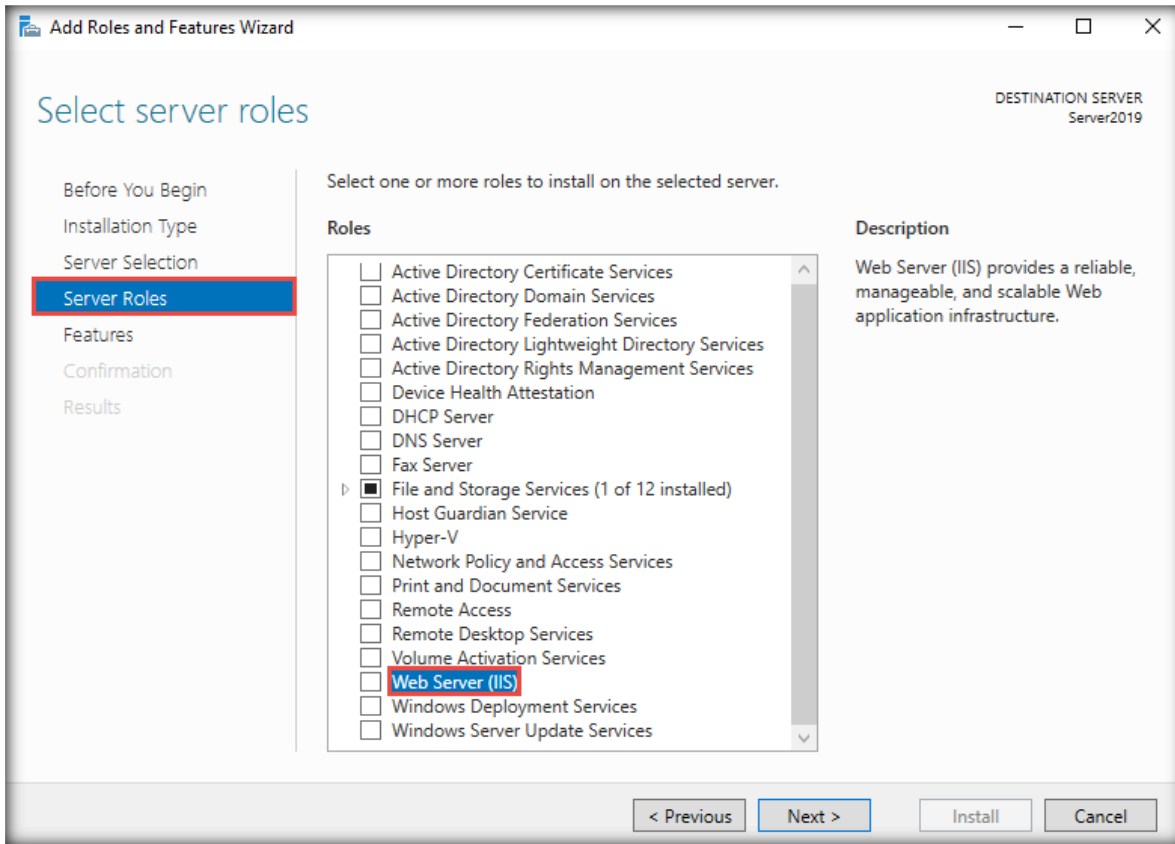 Add Roles and Features Wizard
Select server roles
DESTINATION SERVER
Server2019
Before You Begin
Installation Type
Server Selection
Server Roles
Features
Confirmation
Results
Select one or more roles to install on the selected server.
Roles
Active Directory Certificate Services
Active Directory Domain Services
Active Directory Federation Services
Active Directory Lightweight Directory Services
Active Directory Rights Management Services
Device Health Attestation
DHCP Server
DNS Server
Fax Server
File and Storage Services (1 of 12 installed)
Host Guardian Service
Hyper-V
Network Policy and Access Services
Print and Document Services
Remote Access
Remote Desktop Services
Volume Activation Services
Web Server (IIS)
Windows Deployment Services
Windows Server Update Services
Description
Web Server (IIS) provides a reliable,
manageable, and scalable Web
application infrastructure.
< Previous
Next >
Install
Cancel